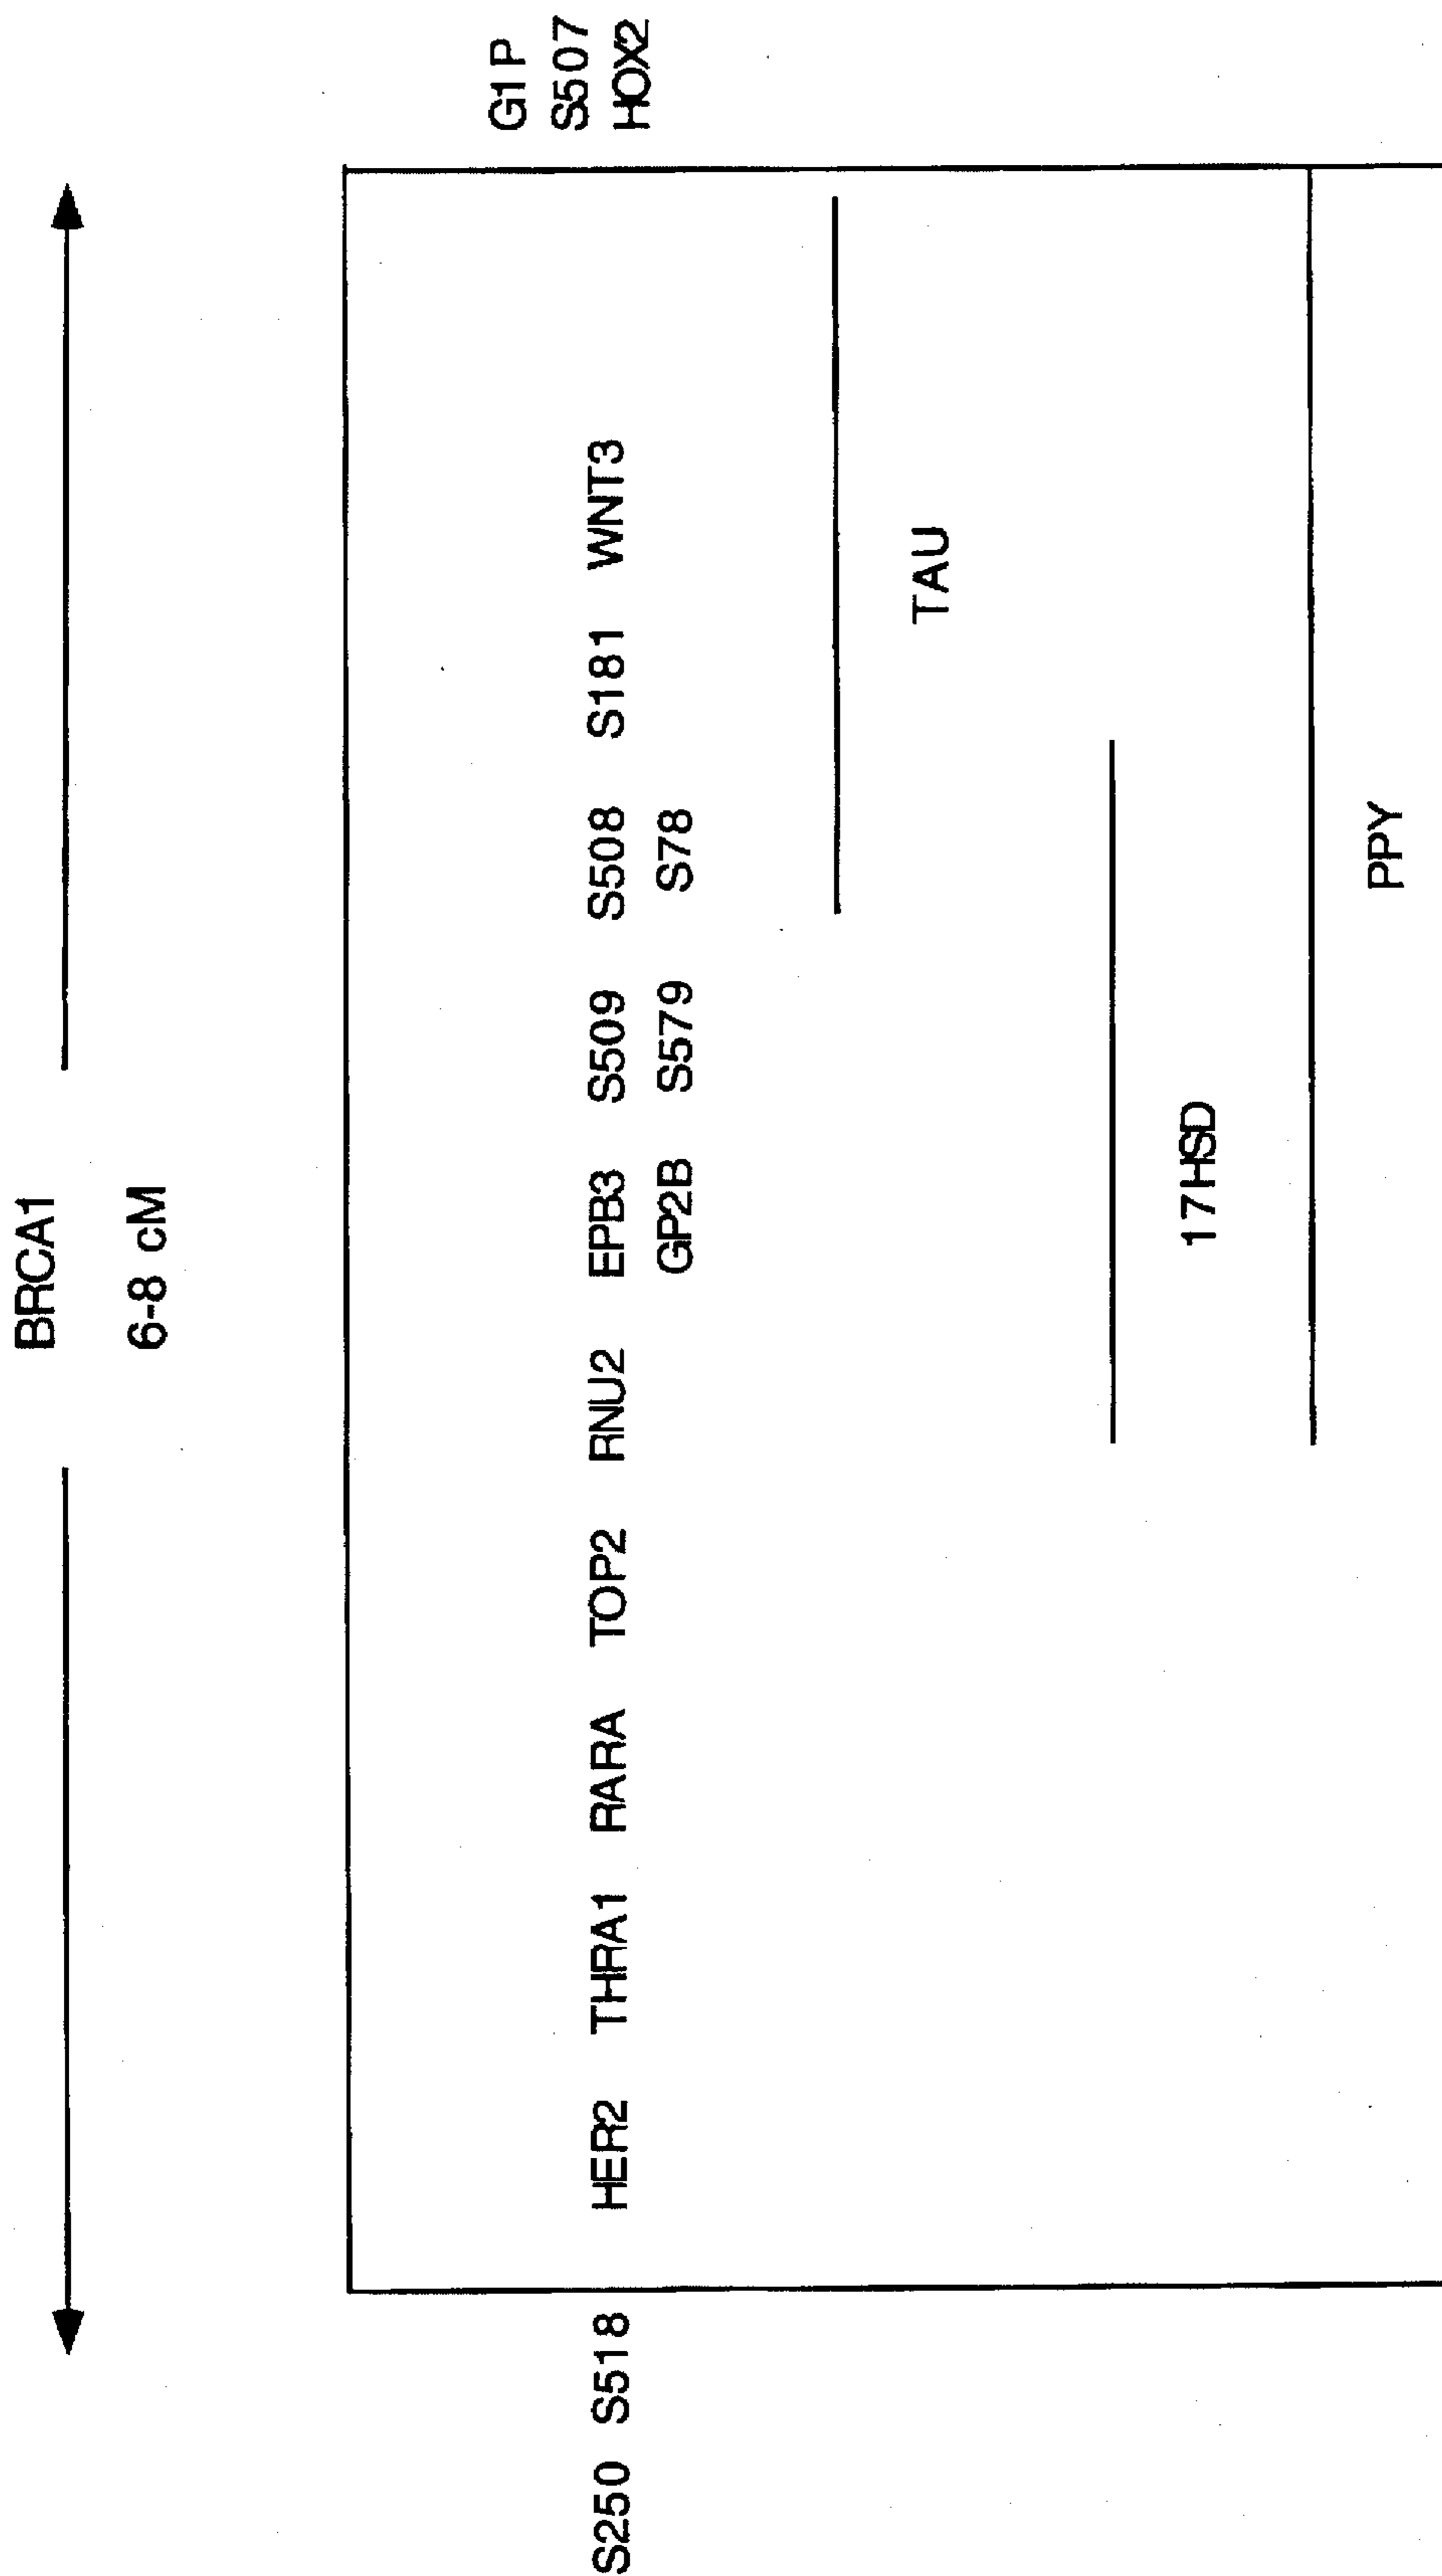 BRCA1
6-8 cM
G1P
S507
HOX2
S250 S518 HER2 THRA1 RARA TOP2 RNU2 EPB3 S509 S508 S181 WNT3
GP2B S579 S78
TAU
17HSD
PPY